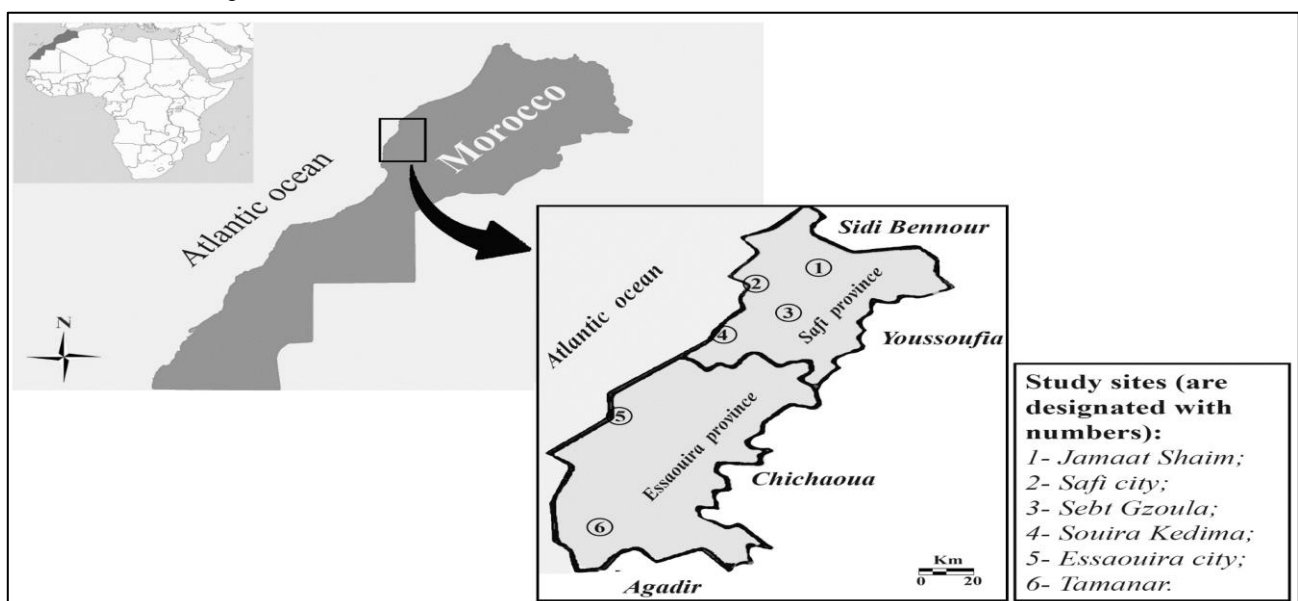 Morocco
Atlantic ocean
N
Sidi Bennour
1
2
3
Safi province
4
Atlantic ocean
Youssoufia
5
Essaouira province
Chichaoua
6
Agadir
Km
0 20
Study sites (are
designated with
numbers):
1- Jamaat Shaim;
2- Safi city;
3- Sebt Gzoula;
4- Souira Kedima;
5- Essaouira city;
6- Tamanar.